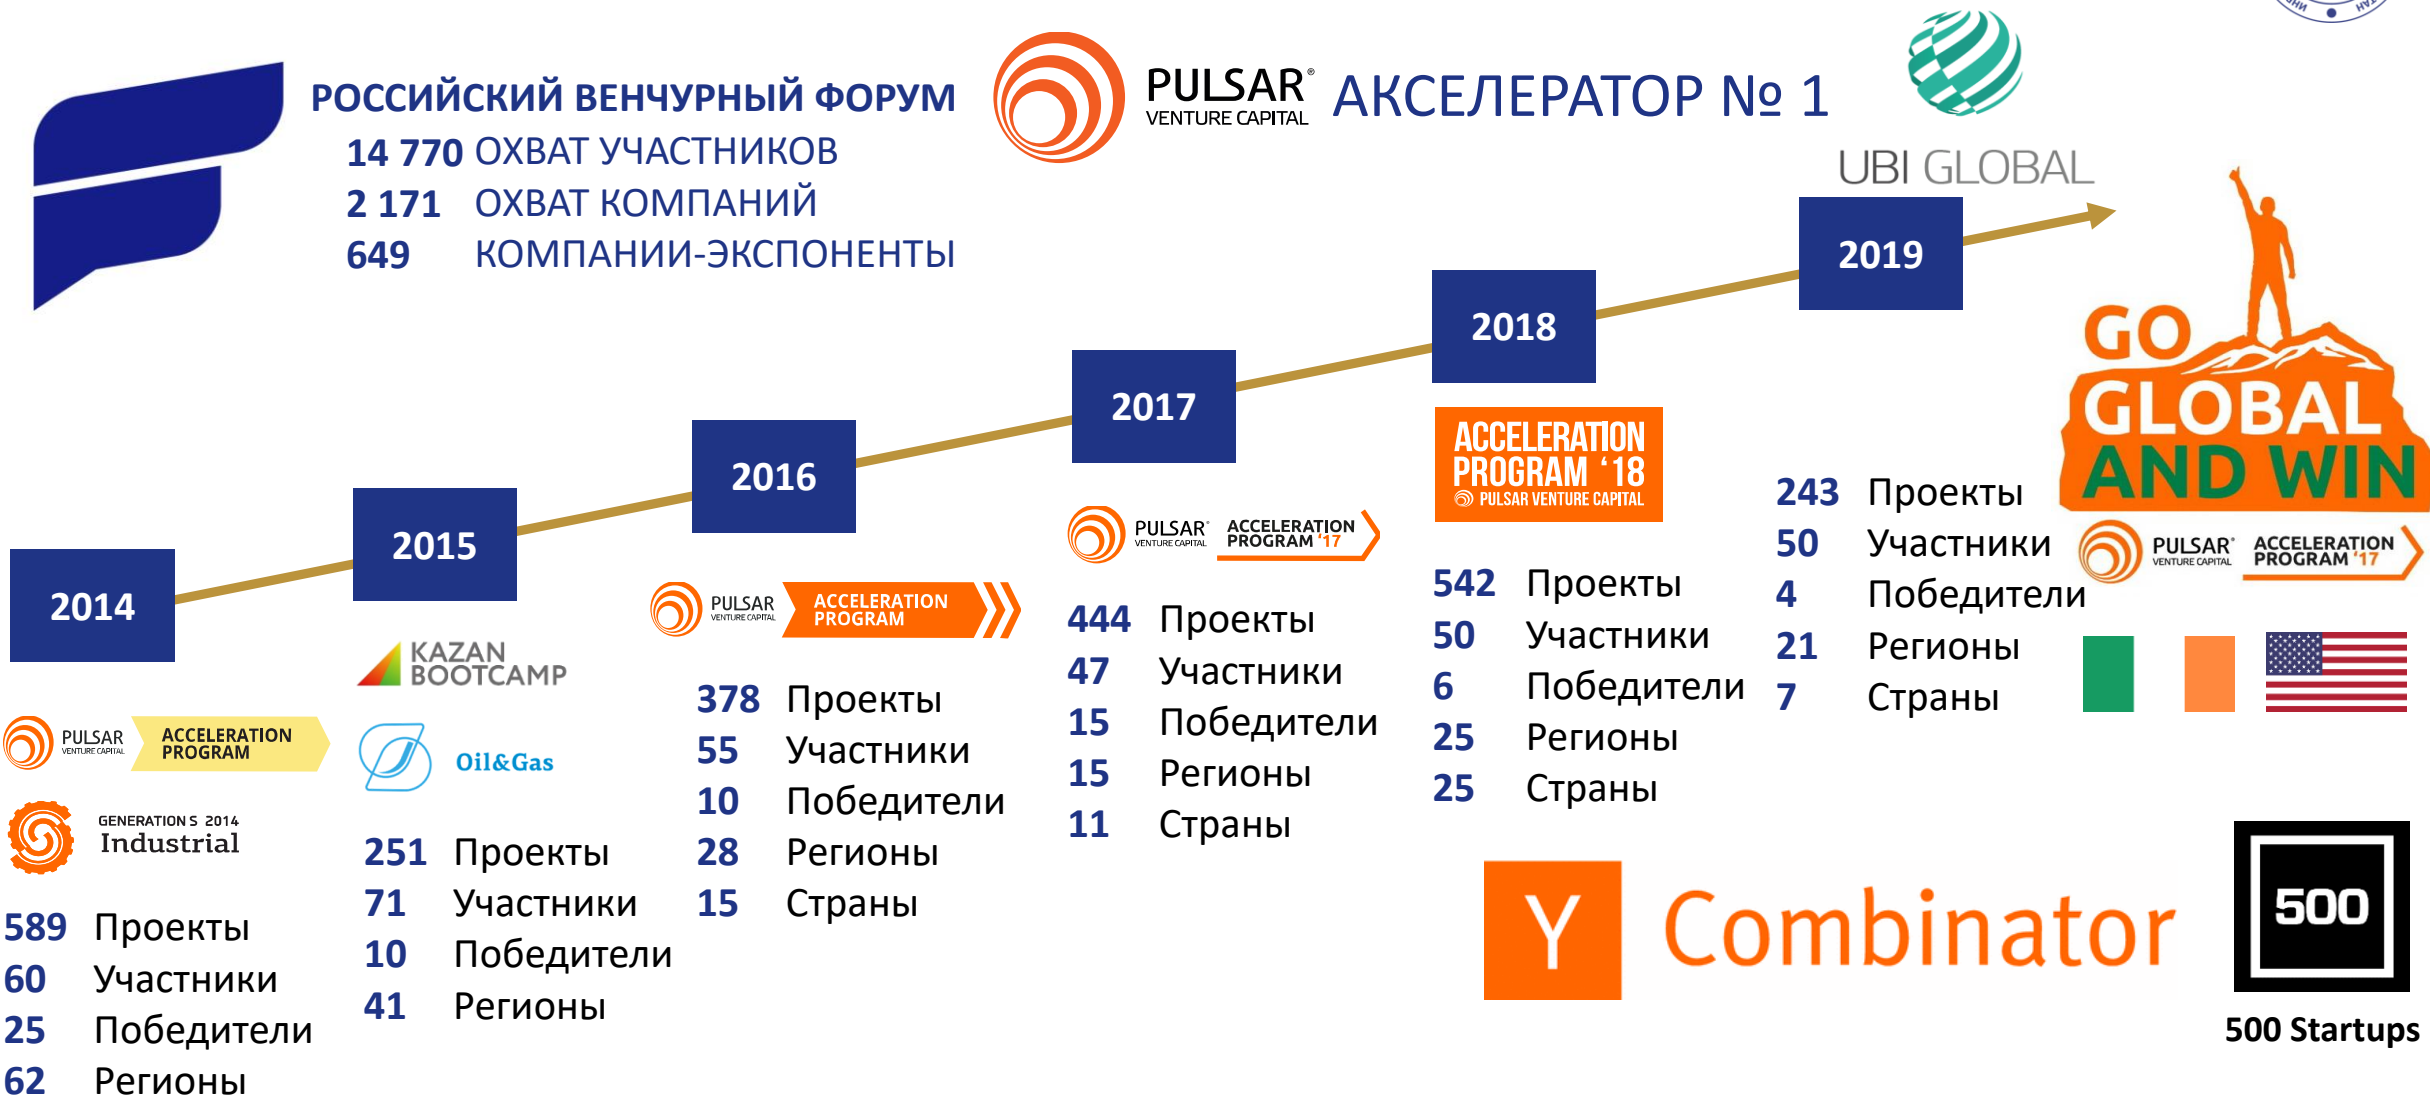 РОССИЙСКИЙ ВЕНЧУРНЫЙ ФОРУМ
14 770 ОХВАТ УЧАСТНИКОВ
2 171 ОХВАТ КОМПАНИЙ
649 КОМПАНИИ-ЭКСПОНЕНТЫ
PULSAR®
VENTURE CAPITAL
АКСЕЛЕРАТОР № 1
UBI GLOBAL
2014
PULSAR
VENTURE CAPITAL
ACCELERATION
PROGRAM
GENERATION S 2014
Industrial
589 Проекты
60 Участники
25 Победители
62 Регионы
2015
KAZAN
BOOTCAMP
Oil&Gas
251 Проекты
71 Участники
10 Победители
41 Регионы
2016
PULSAR
VENTURE CAPITAL
ACCELERATION
PROGRAM
378 Проекты
55 Участники
10 Победители
28 Регионы
15 Страны
2017
PULSAR®
VENTURE CAPITAL
ACCELERATION
PROGRAM '17
444 Проекты
47 Участники
15 Победители
15 Регионы
11 Страны
2018
ACCELERATION
PROGRAM ‘18
PULSAR VENTURE CAPITAL
542 Проекты
50 Участники
6 Победители
25 Регионы
25 Страны
2019
243 Проекты
50 Участники
4 Победители
21 Регионы
7 Страны
GO
GLOBAL
AND WIN
PULSAR®
VENTURE CAPITAL
ACCELERATION
PROGRAM '17
Y Combinator
500
500 Startups